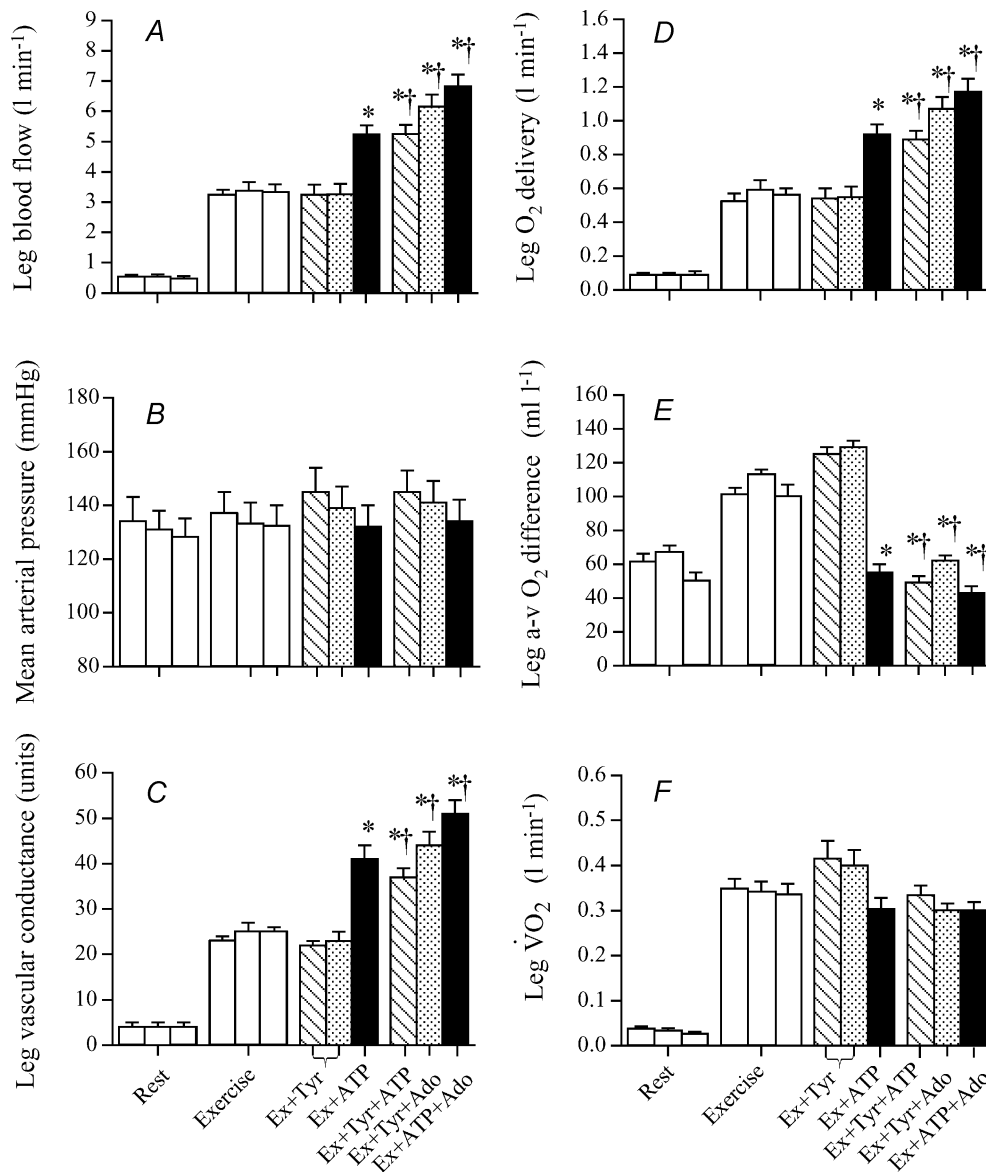 A
Leg blood flow (l min-1)
9
8
7
6
5
4
3
2
1
0
*
*†
*†
*†
D
Leg O2 delivery (l min-1)
1.6
1.4
1.2
1.0
0.8
0.6
0.4
0.2
0.0
*
*†
*†
*†
B
Mean arterial pressure (mmHg)
180
160
140
120
100
80
E
Leg a-v O2 difference (ml l-1)
160
140
120
100
80
60
40
20
0
*
*†
*†
*†
C
Leg vascular conductance (units)
60
50
40
30
20
10
0
*
*†
*†
*†
Rest
Exercise
Ex+Tyr
Ex+ATP
Ex+Tyr+ATP
Ex+Tyr+Ado
Ex+ATP+Ado
F
Leg V̇O2 (l min-1)
0.6
0.5
0.4
0.3
0.2
0.1
0.0
Rest
Exercise
Ex+Tyr
Ex+ATP
Ex+Tyr+ATP
Ex+Tyr+Ado
Ex+ATP+Ado